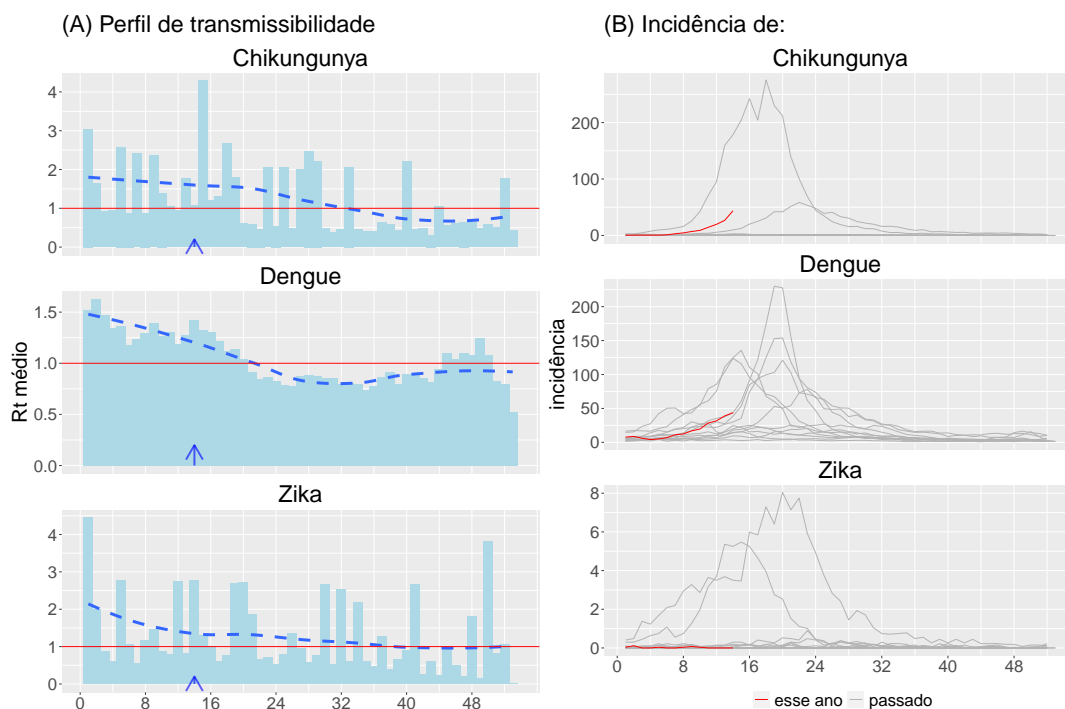 (A) Perfil de transmissibilidade
Chikungunya
4
3
2
1
0
Dengue
1.5
1.0
0.5
0.0
Rt médio
Zika
4
3
2
1
0
0 8 16 24 32 40 48
(B) Incidência de:
Chikungunya
200
100
0
Dengue
200
150
100
50
0
incidência
Zika
8
6
4
2
0
0 8 16 24 32 40 48
esse ano passado